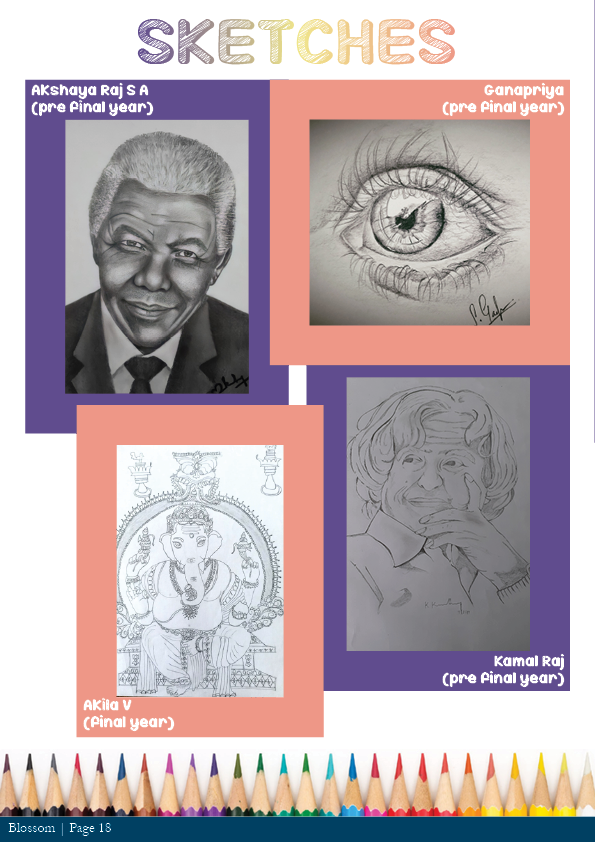 SKETCHES
Akshaya Raj S A
(pre final year)
Ganapriya
(pre final year)
Kamal Raj
(pre final year)
Akila V
(final year)
Blossom | Page 18